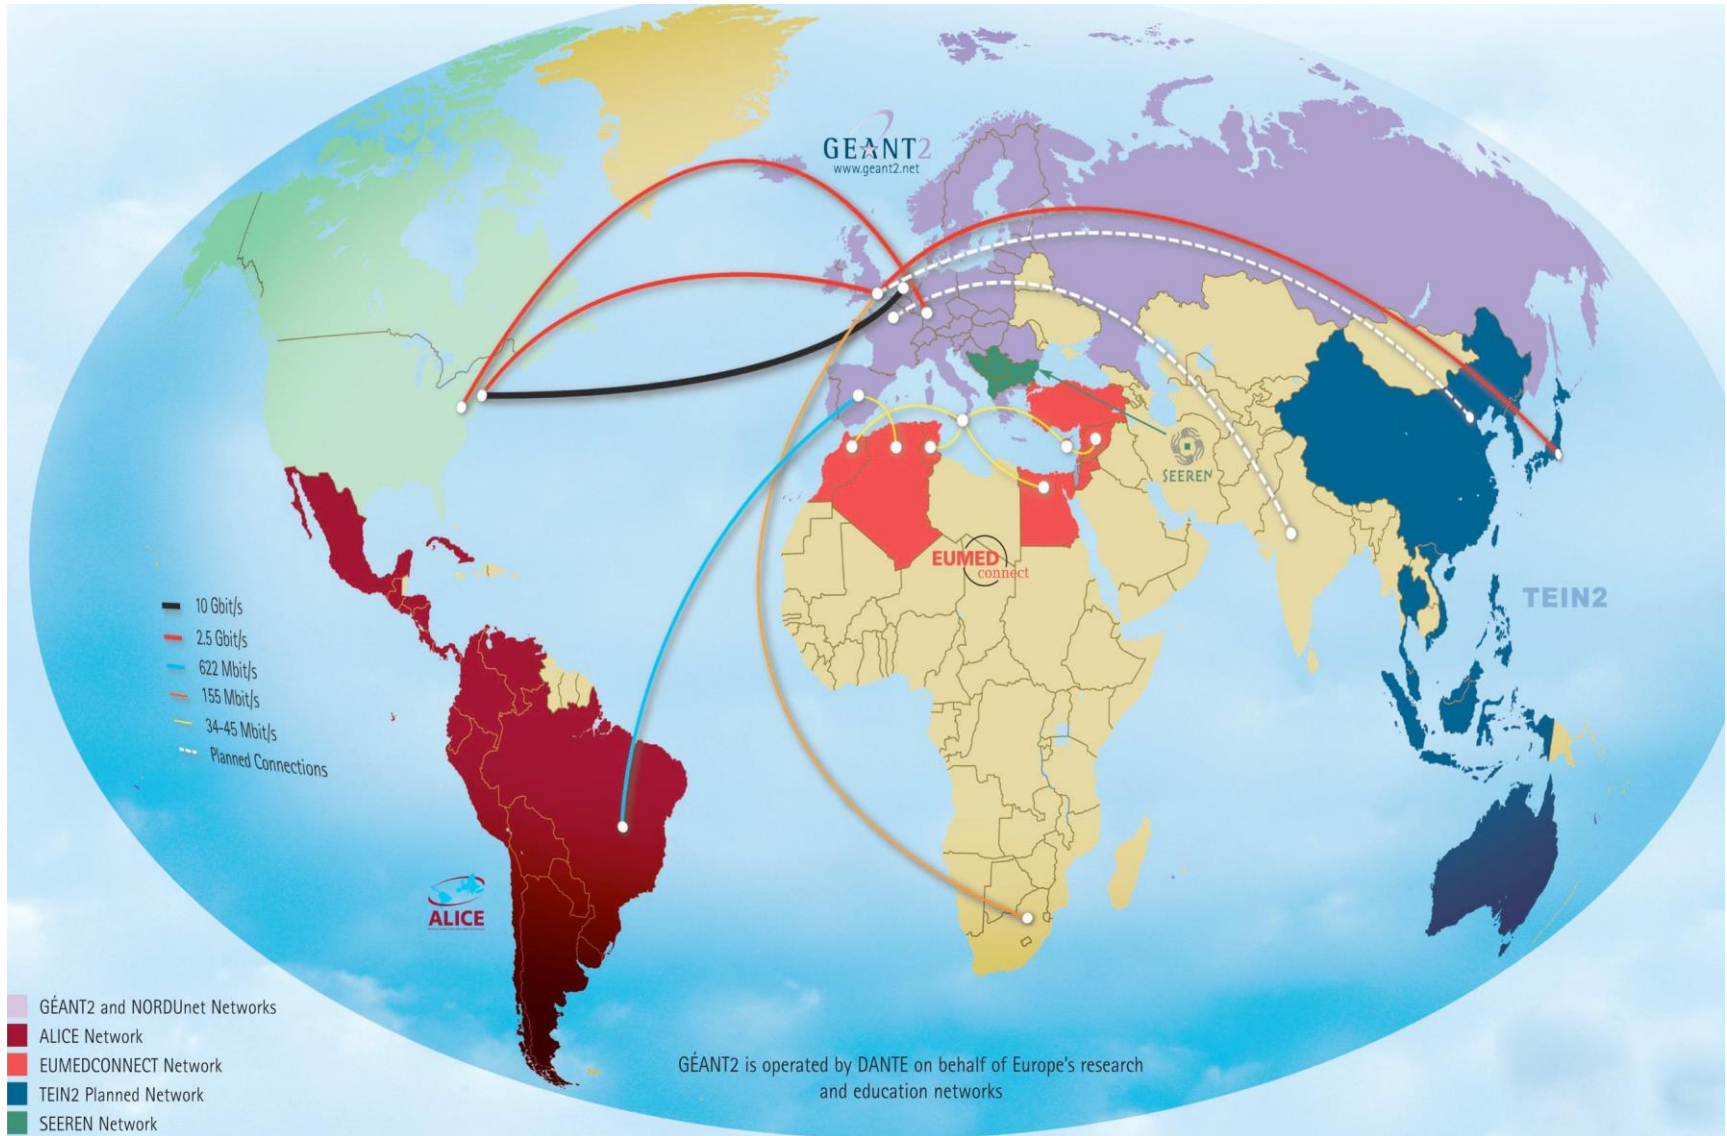 GEANT2
www.geant2.net
SEEREN
EUMED
connect
TEIN2
10 Gbit/s
2.5 Gbit/s
622 Mbit/s
155 Mbit/s
34-45 Mbit/s
Planned Connections
ALICE
GÉANT2 and NORDUnet Networks
ALICE Network
EUMEDCONNECT Network
TEIN2 Planned Network
SEEREN Network
GÉANT2 is operated by DANTE on behalf of Europe's research
and education networks